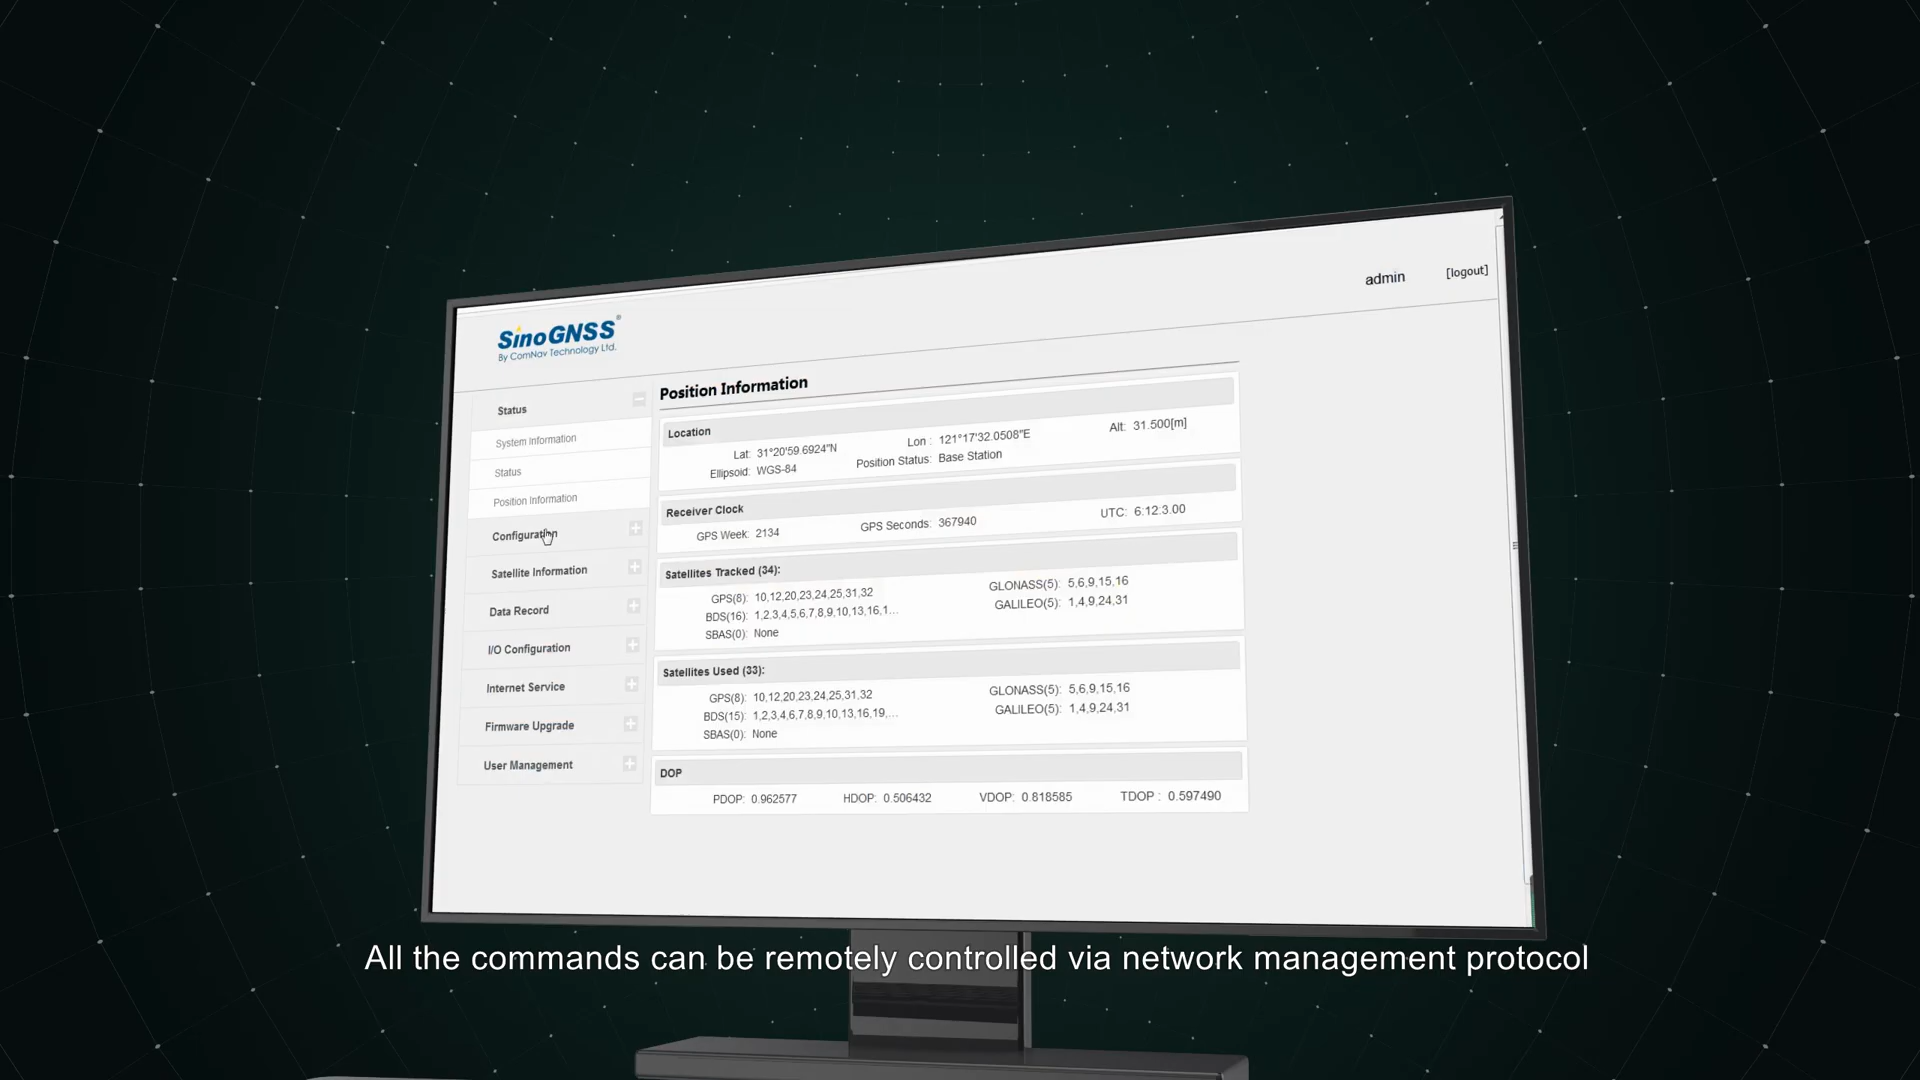 admin [logout]
SinoGNSS®
By ComNav Technology Ltd.
Status
System Information
Status
Position Information
Configuration
Satellite Information
Data Record
I/O Configuration
Internet Service
Firmware Upgrade
User Management
Position Information
Location
Lat: 31°20'59.6924"N Lon : 121°17'32.0508"E Alt: 31.500[m]
Ellipsoid: WGS-84 Position Status: Base Station
Receiver Clock
GPS Week: 2134 GPS Seconds: 367940 UTC: 6:12:3.00
Satellites Tracked (34):
GPS(8): 10,12,20,23,24,25,31,32 GLONASS(5): 5,6,9,15,16
BDS(16): 1,2,3,4,5,6,7,8,9,10,13,16,1... GALILEO(5): 1,4,9,24,31
SBAS(0): None
Satellites Used (33):
GPS(8): 10,12,20,23,24,25,31,32 GLONASS(5): 5,6,9,15,16
BDS(15): 1,2,3,4,6,7,8,9,10,13,16,19,... GALILEO(5): 1,4,9,24,31
SBAS(0): None
DOP
PDOP: 0.962577 HDOP: 0.506432 VDOP: 0.818585 TDOP : 0.597490
All the commands can be remotely controlled via network management protocol